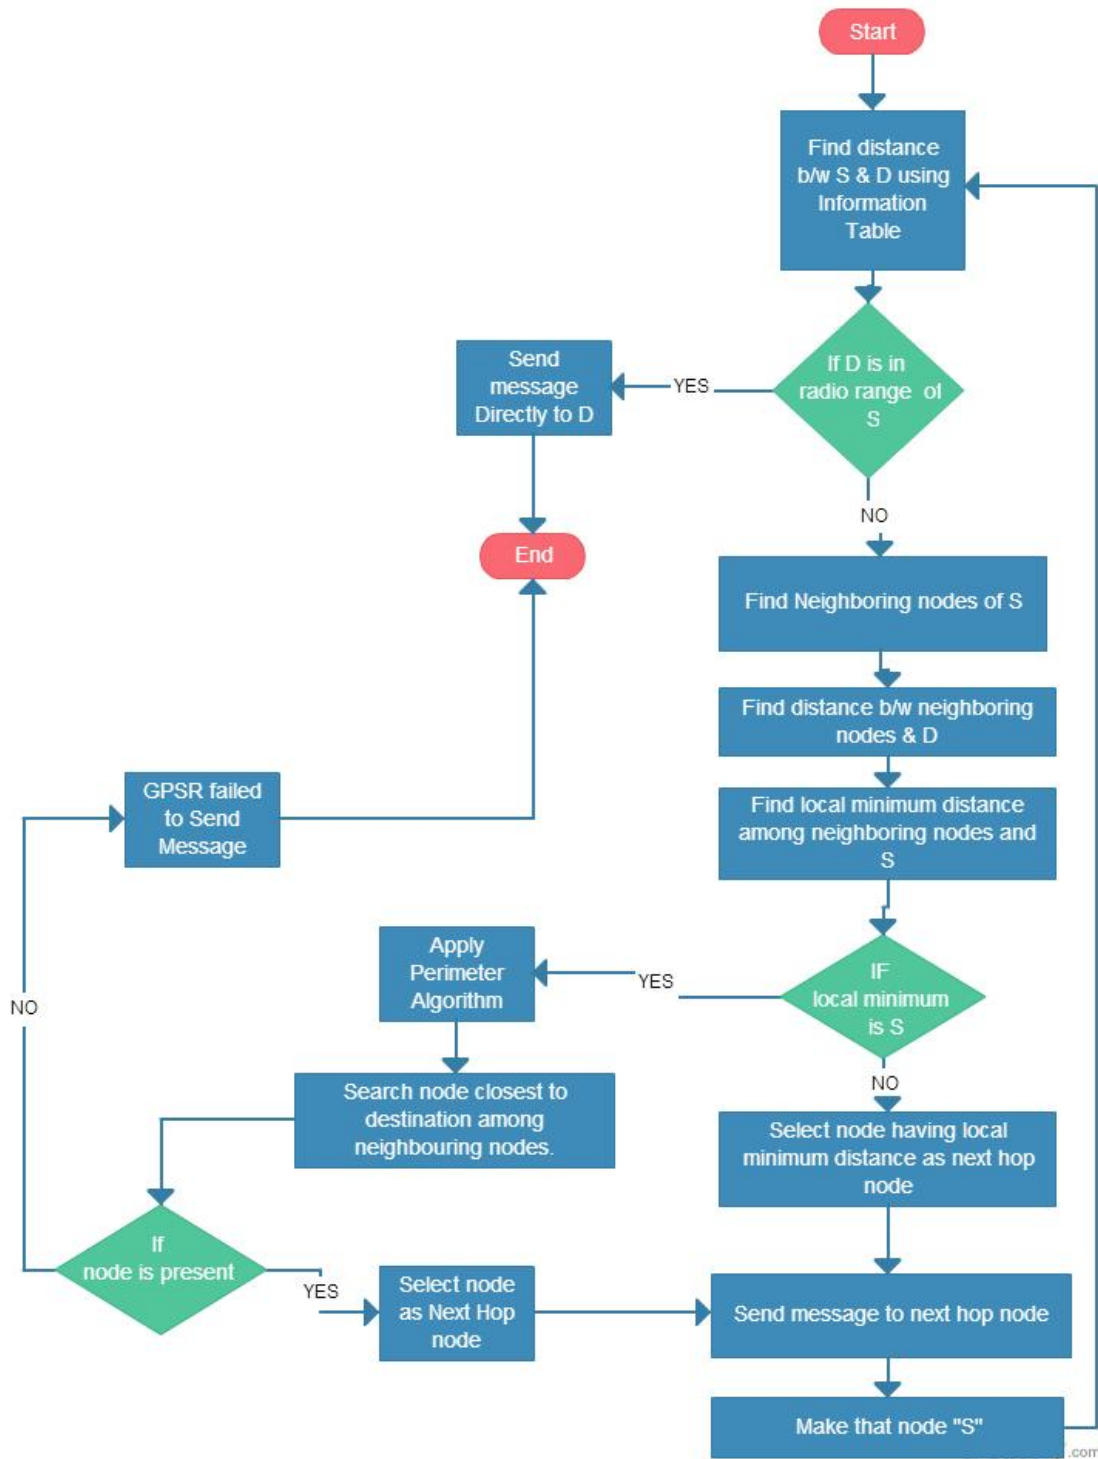 Start
Find distance
b/w S & D using
Information
Table
If D is in
radio range of
S
YES
Send
message
Directly to D
End
NO
Find Neighboring nodes of S
Find distance b/w neighboring
nodes & D
Find local minimum distance
among neighboring nodes and
S
IF
local minimum
is S
YES
Apply
Perimeter
Algorithm
Search node closest to
destination among
neighbouring nodes.
If
node is present
NO
GPSR failed
to Send
Message
YES
Select node
as Next Hop
node
NO
Select node having local
minimum distance as next hop
node
Send message to next hop node
Make that node "S"
.com